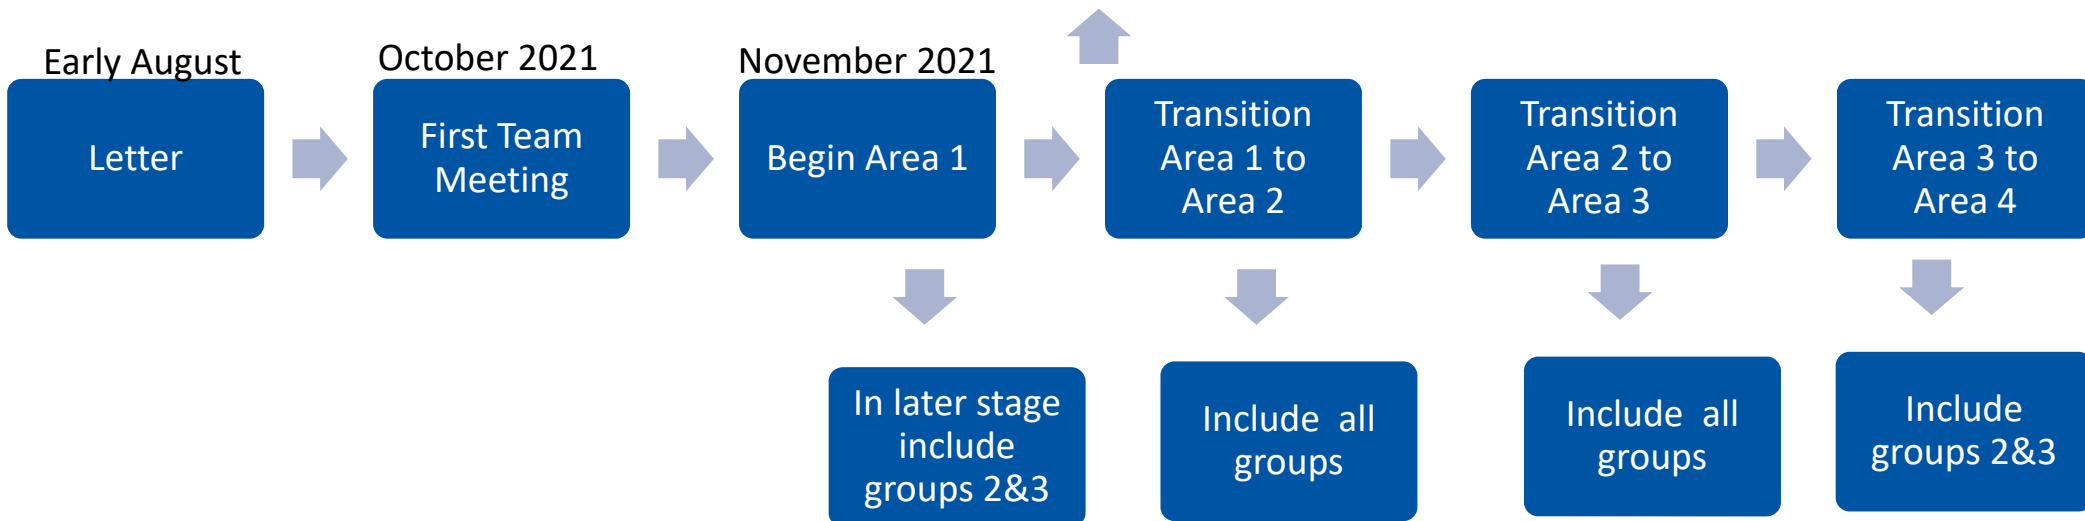 Early August
October 2021
November 2021
Letter
First Team
Meeting
Begin Area 1
Transition
Area 1 to
Area 2
Transition
Area 2 to
Area 3
Transition
Area 3 to
Area 4
In later stage
include
groups 2&3
Include  all
groups
Include  all
groups
Include
groups 2&3